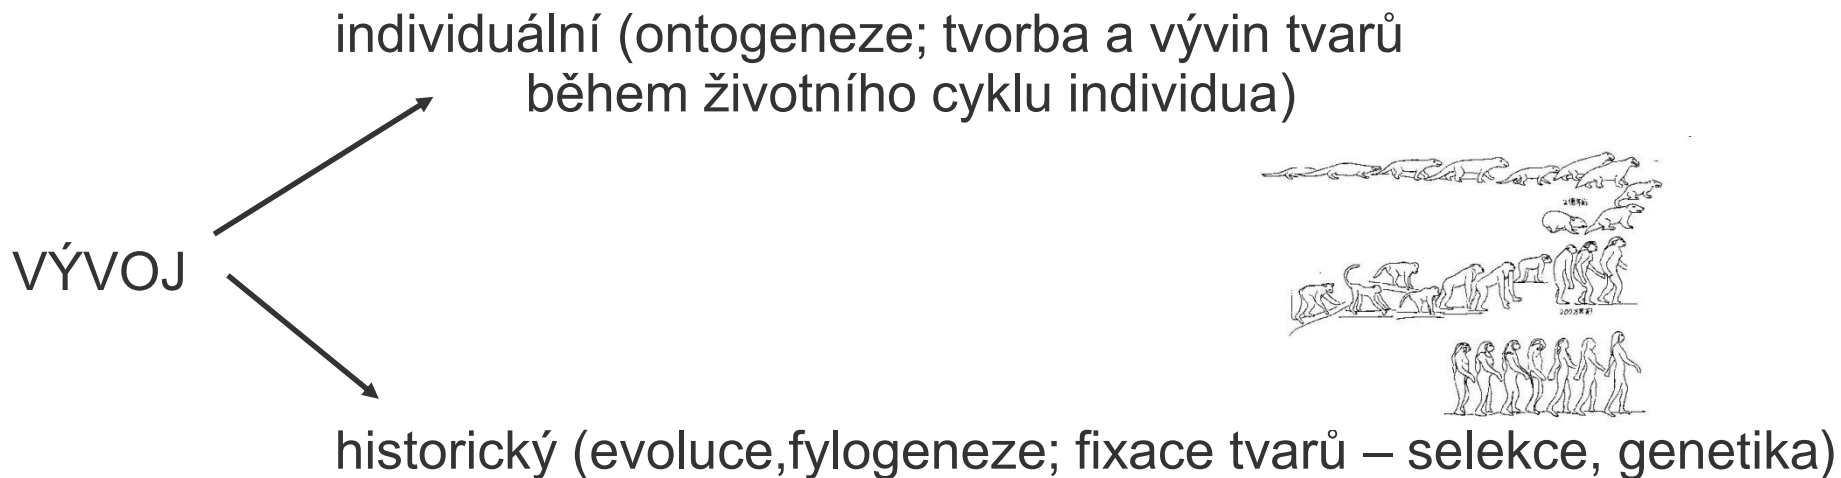 individuální (ontogeneze; tvorba a vývin tvarů
během životního cyklu individua)
VÝVOJ
historický (evoluce,fylogeneze; fixace tvarů – selekce, genetika)